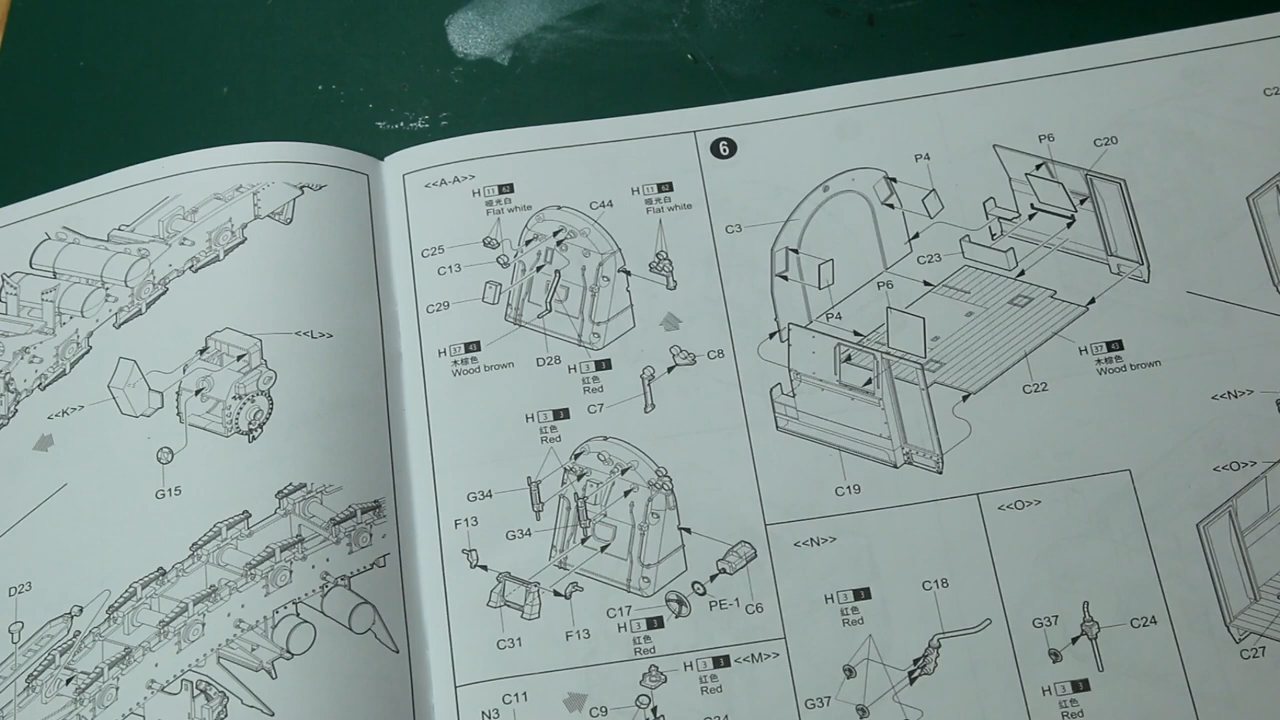 <<L>>
<<K>>
G15
D23
<<A-A>>
H 11 62
哑光白
Flat white
H 11 62
哑光白
Flat white
C44
C25
C13
C29
H 37 43
木棕色
Wood brown
D28
H 3 3
红色
Red
C8
C7
H 3 3
红色
Red
G34
F13
G34
C31
F13
C17
PE-1
C6
H 3 3
红色
Red
H 3 3
红色
Red
<<M>>
C11
N3
C9
6
P4
P6
C20
C3
C23
P6
P4
H 37 43
木棕色
Wood brown
C22
C19
<<N>>
H 3 3
红色
Red
C18
G37
<<O>>
G37
C24
H 3 3
红色
Red
<<N>>
<<O>>
C27